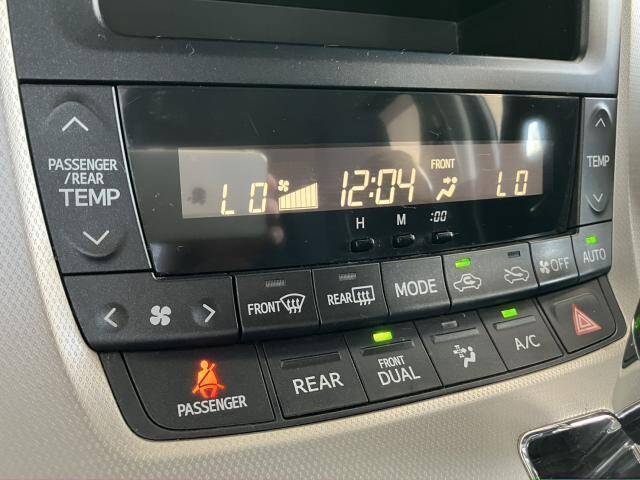 PASSENGER
/REAR
TEMP
FRONT
LO 12:04 LO
H M :00
TEMP
FRONT REAR MODE OFF AUTO
PASSENGER
REAR
FRONT
DUAL
A/C